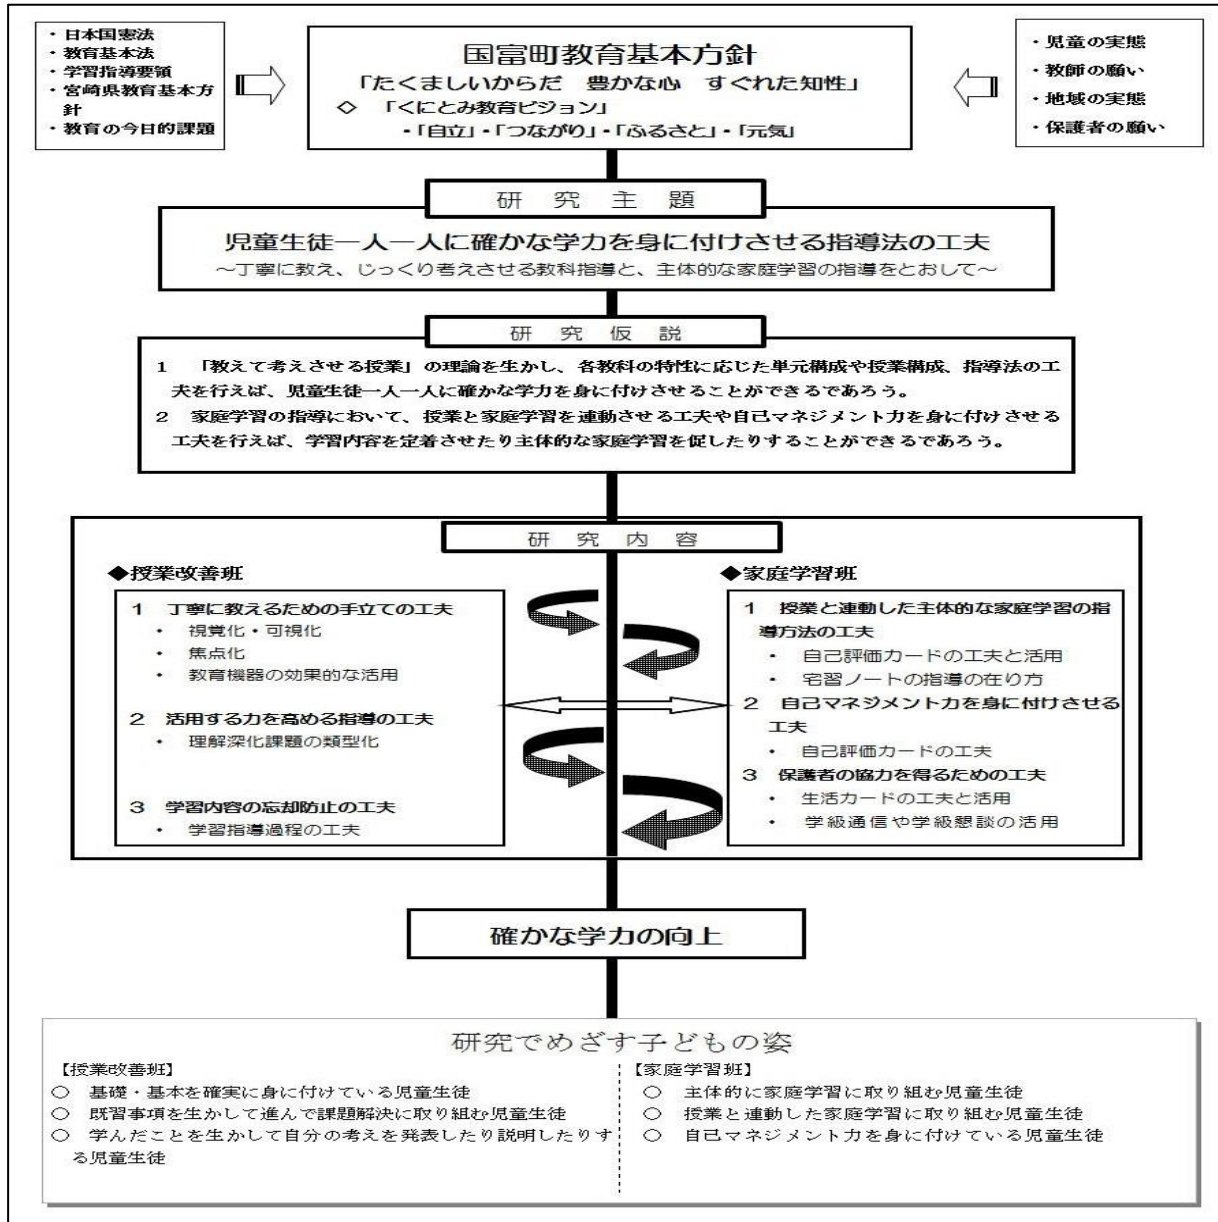 ・日本国憲法
・教育基本法
・学習指導要領
・宮崎県教育基本方
針
・教育の今日的課題
国富町教育基本方針
「たくましいからだ　豊かな心　すぐれた知性」
◇　「くにとみ教育ビジョン」
・「自立」・「つながり」・「ふるさと」・「元気」
・児童の実態
・教師の願い
・地域の実態
・保護者の願い
研　究　主　題
児童生徒一人一人に確かな学力を身に付けさせる指導法の工夫
～丁寧に教え、じっくり考えさせる教科指導と、主体的な家庭学習の指導をとおして～
研　究　仮　説
1　「教えて考えさせる授業」の理論を生かし、各教科の特性に応じた単元構成や授業構成、指導法の工
夫を行えば、児童生徒一人一人に確かな学力を身に付けさせることができるであろう。
2　家庭学習の指導において、授業と家庭学習を連動させる工夫や自己マネジメント力を身に付けさせる
工夫を行えば、学習内容を定着させたり主体的な家庭学習を促したりすることができるであろう。
研　究　内　容
◆授業改善班
1　丁寧に教えるための手立ての工夫
・　視覚化・可視化
・　焦点化
・　教育機器の効果的な活用
2　活用する力を高める指導の工夫
・　理解深化課題の類型化
3　学習内容の忘却防止の工夫
・　学習指導過程の工夫
◆家庭学習班
1　授業と連動した主体的な家庭学習の指
導方法の工夫
・　自己評価カードの工夫と活用
・　宅習ノートの指導の在り方
2　自己マネジメント力を身に付けさせる
工夫
・　自己評価カードの工夫
3　保護者の協力を得るための工夫
・　生活カードの工夫と活用
・　学級通信や学級懇談の活用
確かな学力の向上
研究でめざす子どもの姿
【授業改善班】
○　基礎・基本を確実に身に付けている児童生徒
○　既習事項を生かして進んで課題解決に取り組む児童生徒
○　学んだことを生かして自分の考えを発表したり説明したりす
る児童生徒
【家庭学習班】
○　主体的に家庭学習に取り組む児童生徒
○　授業と連動した家庭学習に取り組む児童生徒
○　自己マネジメント力を身に付けている児童生徒